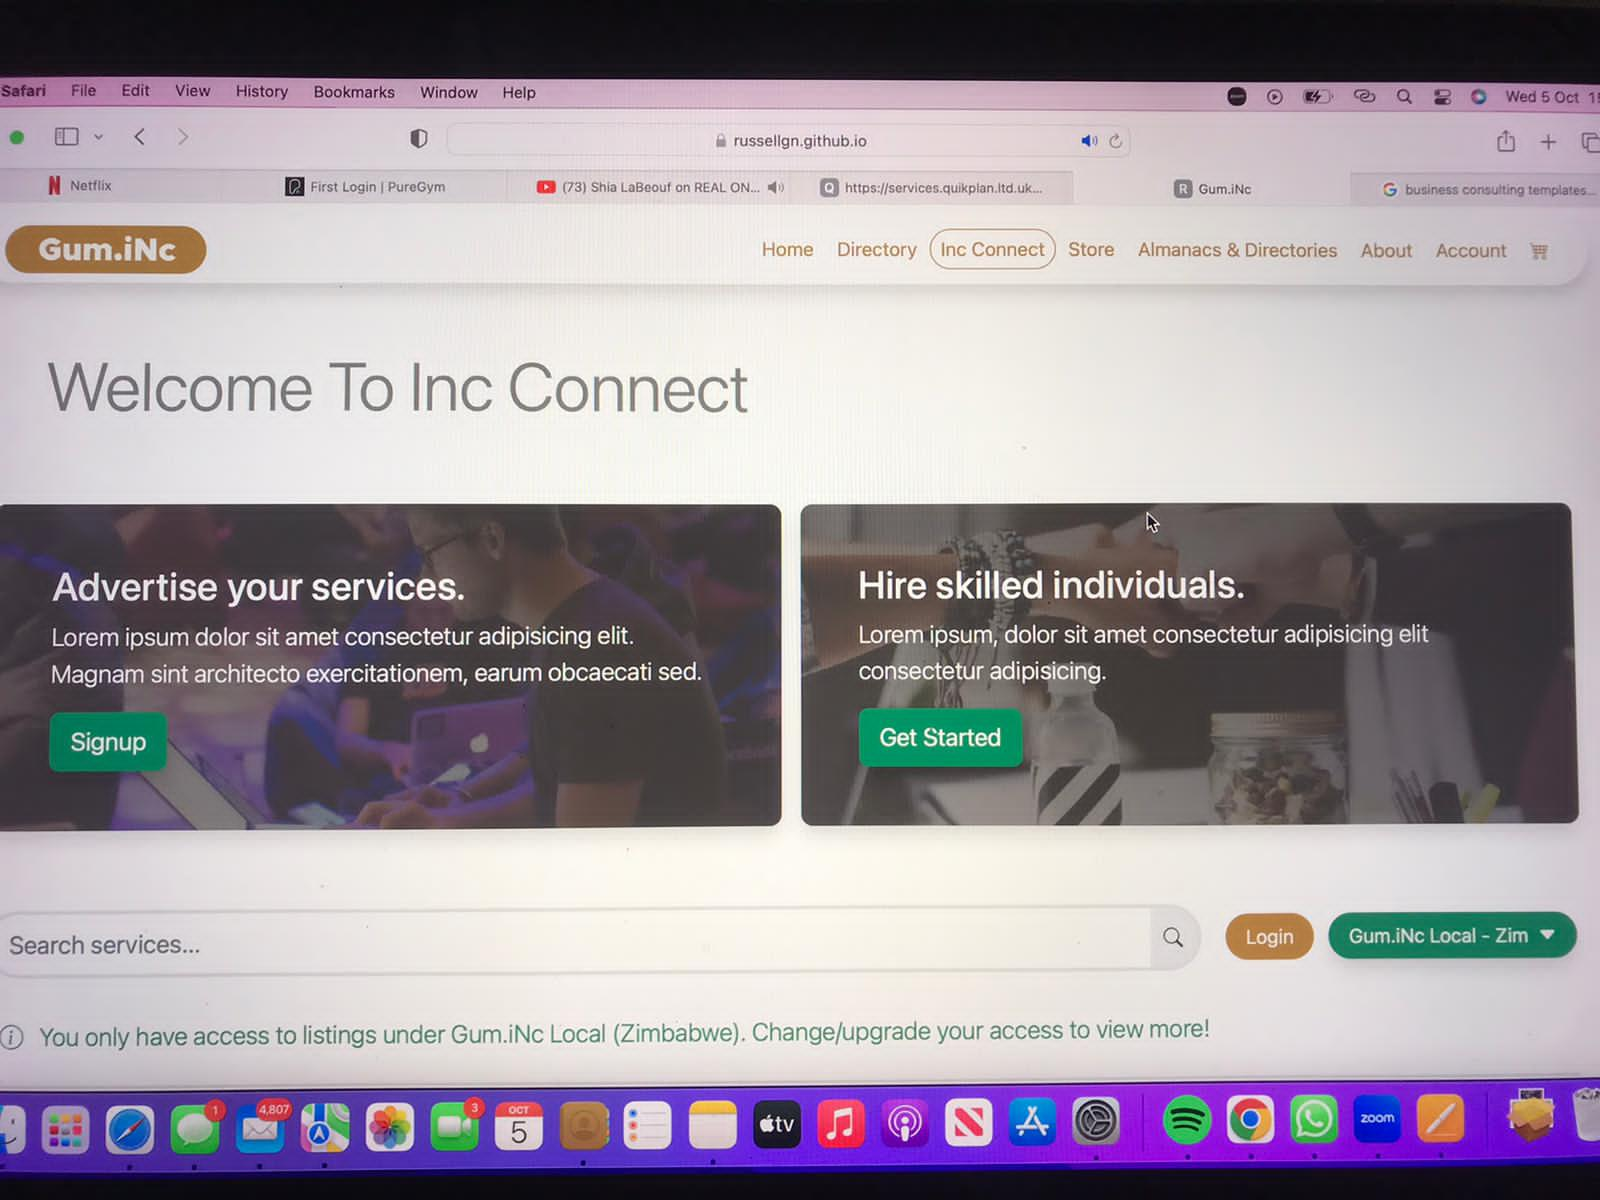 Safari File Edit View History Bookmarks Window Help Wed 5 Oct
russellgn.github.io
Netflix First Login | PureGym (73) Shia LaBeouf on REAL ON... https://services.quikplan.ltd.uk... R Gum.iNc business consulting templates...
Gum.iNc Home Directory Inc Connect Store Almanacs & Directories About Account
Welcome To Inc Connect
Advertise your services.
Lorem ipsum dolor sit amet consectetur adipisicing elit.
Magnam sint architecto exercitationem, earum obcaecati sed.
Signup
Hire skilled individuals.
Lorem ipsum, dolor sit amet consectetur adipisicing elit
consectetur adipisicing.
Get Started
Search services... Login Gum.iNc Local - Zim
You only have access to listings under Gum.iNc Local (Zimbabwe). Change/upgrade your access to view more!
1 4,807 3 OCT
5 tv zoom